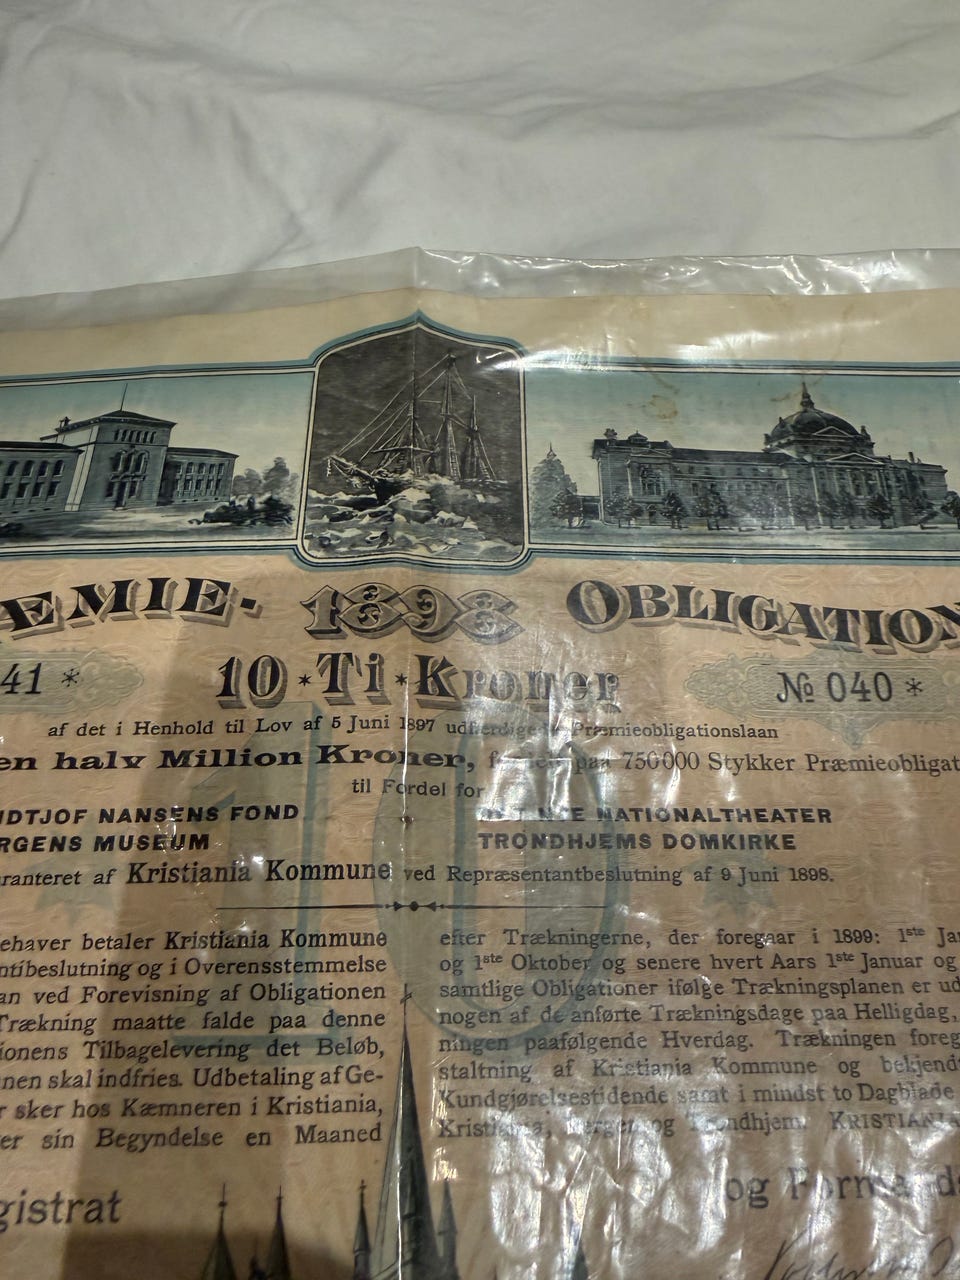 ÆMIE- 1898 OBLIGATION
41 * 10 * Ti * Kroner № 040 *
af det i Henhold til Lov af 5 Juni 1897 Præmieobligationslaan
en halv Million Kroner, paa 750000 Stykker Præmieobligat
til Fordel for
IDTJOF NANSENS FOND NATIONALTHEATER
RGENS MUSEUM TRONDHJEMS DOMKIRKE
ranteret af Kristiania Kommune ved Repræsentantbeslutning af 9 Juni 1898.
10
ehaver betaler Kristiania Kommune
ntibeslutning og i Overensstemmelse
an ved Forevisning af Obligationen
Trækning maatte falde paa denne
ionens Tilbagelevering det Beløb,
nen skal indfries. Udbetaling af Ge-
r sker hos Kæmneren i Kristiania,
er sin Begyndelse en Maaned
efter Trækningerne, der foregaar i 1899: 1ste Ja
og 1ste Oktober og senere hvert Aars 1ste Januar og
samtlige Obligationer ifølge Trækningsplanen er ud
nogen af de anførte Trækningsdage paa Helligdag,
ningen paafølgende Hverdag. Trækningen foreg
staltning af Kristiania Kommune og bekjendt
Kundgjørelsestidende samt i mindst to Dagblade
Kristiania, Bergen og Trondhjem. KRISTIANIA
gistrat og Formands